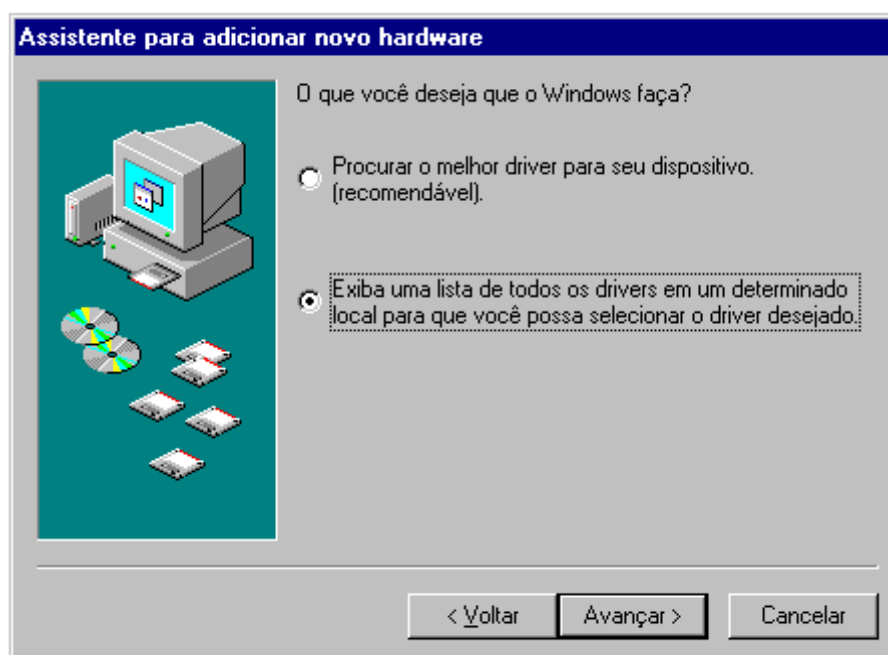 Assistente para adicionar novo hardware
O que você deseja que o Windows faça?
Procurar o melhor driver para seu dispositivo.
(recomendável).
Exiba uma lista de todos os drivers em um determinado
local para que você possa selecionar o driver desejado.
< Voltar
Avançar >
Cancelar